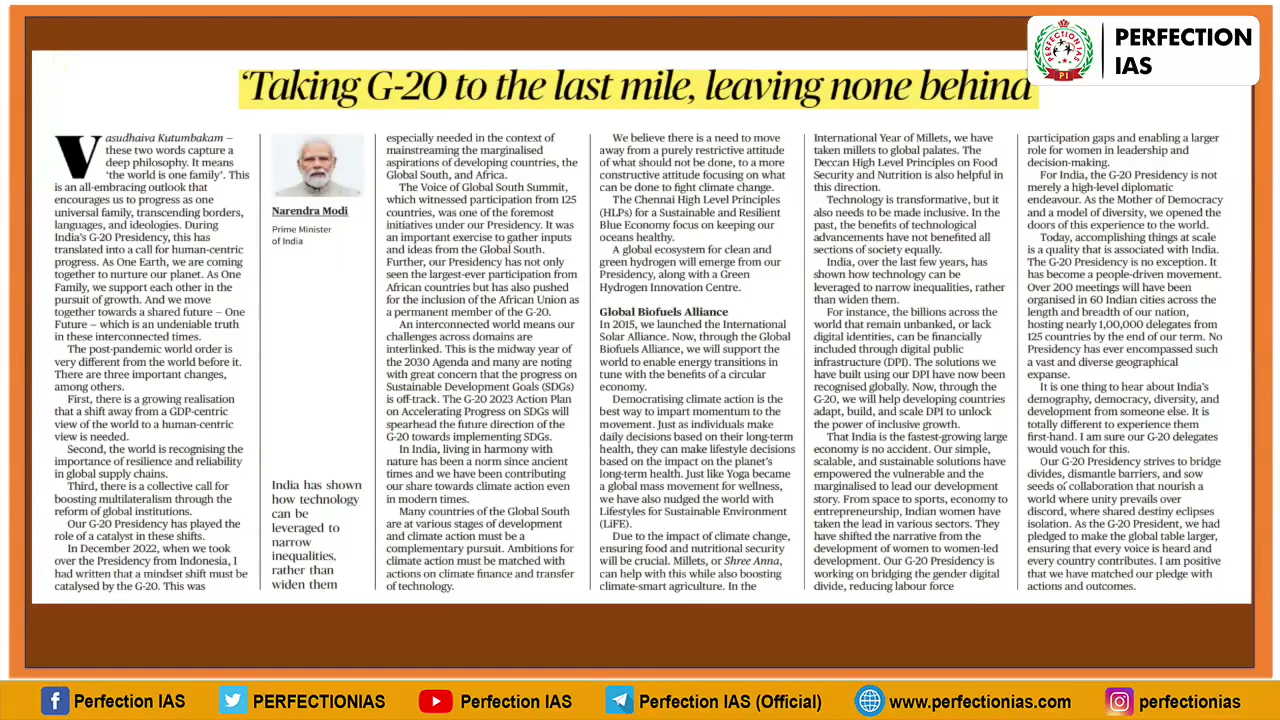 PERFECTION
IAS
PERFECTION IAS
PI
‘Taking G-20 to the last mile, leaving none behind’
Vasudhaiva Kutumbakam –
these two words capture a
deep philosophy. It means
‘the world is one family’. This
is an all-embracing outlook that
encourages us to progress as one
universal family, transcending borders,
languages, and ideologies. During
India’s G-20 Presidency, this has
translated into a call for human-centric
progress. As One Earth, we are coming
together to nurture our planet. As One
Family, we support each other in the
pursuit of growth. And we move
together towards a shared future – One
Future – which is an undeniable truth
in these interconnected times.
The post-pandemic world order is
very different from the world before it.
There are three important changes,
among others.
First, there is a growing realisation
that a shift away from a GDP-centric
view of the world to a human-centric
view is needed.
Second, the world is recognising the
importance of resilience and reliability
in global supply chains.
Third, there is a collective call for
boosting multilateralism through the
reform of global institutions.
Our G-20 Presidency has played the
role of a catalyst in these shifts.
In December 2022, when we took
over the Presidency from Indonesia, I
had written that a mindset shift must be
catalysed by the G-20. This was
Narendra Modi
Prime Minister
of India
India has shown
how technology
can be
leveraged to
narrow
inequalities,
rather than
widen them
especially needed in the context of
mainstreaming the marginalised
aspirations of developing countries, the
Global South, and Africa.
The Voice of Global South Summit,
which witnessed participation from 125
countries, was one of the foremost
initiatives under our Presidency. It was
an important exercise to gather inputs
and ideas from the Global South.
Further, our Presidency has not only
seen the largest-ever participation from
African countries but has also pushed
for the inclusion of the African Union as
a permanent member of the G-20.
An interconnected world means our
challenges across domains are
interlinked. This is the midway year of
the 2030 Agenda and many are noting
with great concern that the progress on
Sustainable Development Goals (SDGs)
is off-track. The G-20 2023 Action Plan
on Accelerating Progress on SDGs will
spearhead the future direction of the
G-20 towards implementing SDGs.
In India, living in harmony with
nature has been a norm since ancient
times and we have been contributing
our share towards climate action even
in modern times.
Many countries of the Global South
are at various stages of development
and climate action must be a
complementary pursuit. Ambitions for
climate action must be matched with
actions on climate finance and transfer
of technology.
We believe there is a need to move
away from a purely restrictive attitude
of what should not be done, to a more
constructive attitude focusing on what
can be done to fight climate change.
The Chennai High Level Principles
(HLPs) for a Sustainable and Resilient
Blue Economy focus on keeping our
oceans healthy.
A global ecosystem for clean and
green hydrogen will emerge from our
Presidency, along with a Green
Hydrogen Innovation Centre.
Global Biofuels Alliance
In 2015, we launched the International
Solar Alliance. Now, through the Global
Biofuels Alliance, we will support the
world to enable energy transitions in
tune with the benefits of a circular
economy.
Democratising climate action is the
best way to impart momentum to the
movement. Just as individuals make
daily decisions based on their long-term
health, they can make lifestyle decisions
based on the impact on the planet’s
long-term health. Just like Yoga became
a global mass movement for wellness,
we have also nudged the world with
Lifestyles for Sustainable Environment
(LiFE).
Due to the impact of climate change,
ensuring food and nutritional security
will be crucial. Millets, or Shree Anna,
can help with this while also boosting
climate-smart agriculture. In the
International Year of Millets, we have
taken millets to global palates. The
Deccan High Level Principles on Food
Security and Nutrition is also helpful in
this direction.
Technology is transformative, but it
also needs to be made inclusive. In the
past, the benefits of technological
advancements have not benefited all
sections of society equally.
India, over the last few years, has
shown how technology can be
leveraged to narrow inequalities, rather
than widen them.
For instance, the billions across the
world that remain unbanked, or lack
digital identities, can be financially
included through digital public
infrastructure (DPI). The solutions we
have built using our DPI have now been
recognised globally. Now, through the
G-20, we will help developing countries
adapt, build, and scale DPI to unlock
the power of inclusive growth.
That India is the fastest-growing large
economy is no accident. Our simple,
scalable, and sustainable solutions have
empowered the vulnerable and the
marginalised to lead our development
story. From space to sports, economy to
entrepreneurship, Indian women have
taken the lead in various sectors. They
have shifted the narrative from the
development of women to women-led
development. Our G-20 Presidency is
working on bridging the gender digital
divide, reducing labour force
participation gaps and enabling a larger
role for women in leadership and
decision-making.
For India, the G-20 Presidency is not
merely a high-level diplomatic
endeavour. As the Mother of Democracy
and a model of diversity, we opened the
doors of this experience to the world.
Today, accomplishing things at scale
is a quality that is associated with India.
The G-20 Presidency is no exception. It
has become a people-driven movement.
Over 200 meetings will have been
organised in 60 Indian cities across the
length and breadth of our nation,
hosting nearly 1,00,000 delegates from
125 countries by the end of our term. No
Presidency has ever encompassed such
a vast and diverse geographical
expanse.
It is one thing to hear about India’s
demography, democracy, diversity, and
development from someone else. It is
totally different to experience them
first-hand. I am sure our G-20 delegates
would vouch for this.
Our G-20 Presidency strives to bridge
divides, dismantle barriers, and sow
seeds of collaboration that nourish a
world where unity prevails over
discord, where shared destiny eclipses
isolation. As the G-20 President, we had
pledged to make the global table larger,
ensuring that every voice is heard and
every country contributes. I am positive
that we have matched our pledge with
actions and outcomes.
Perfection IAS
PERFECTIONIAS
Perfection IAS
Perfection IAS (Official)
www.perfectionias.com
perfectionias